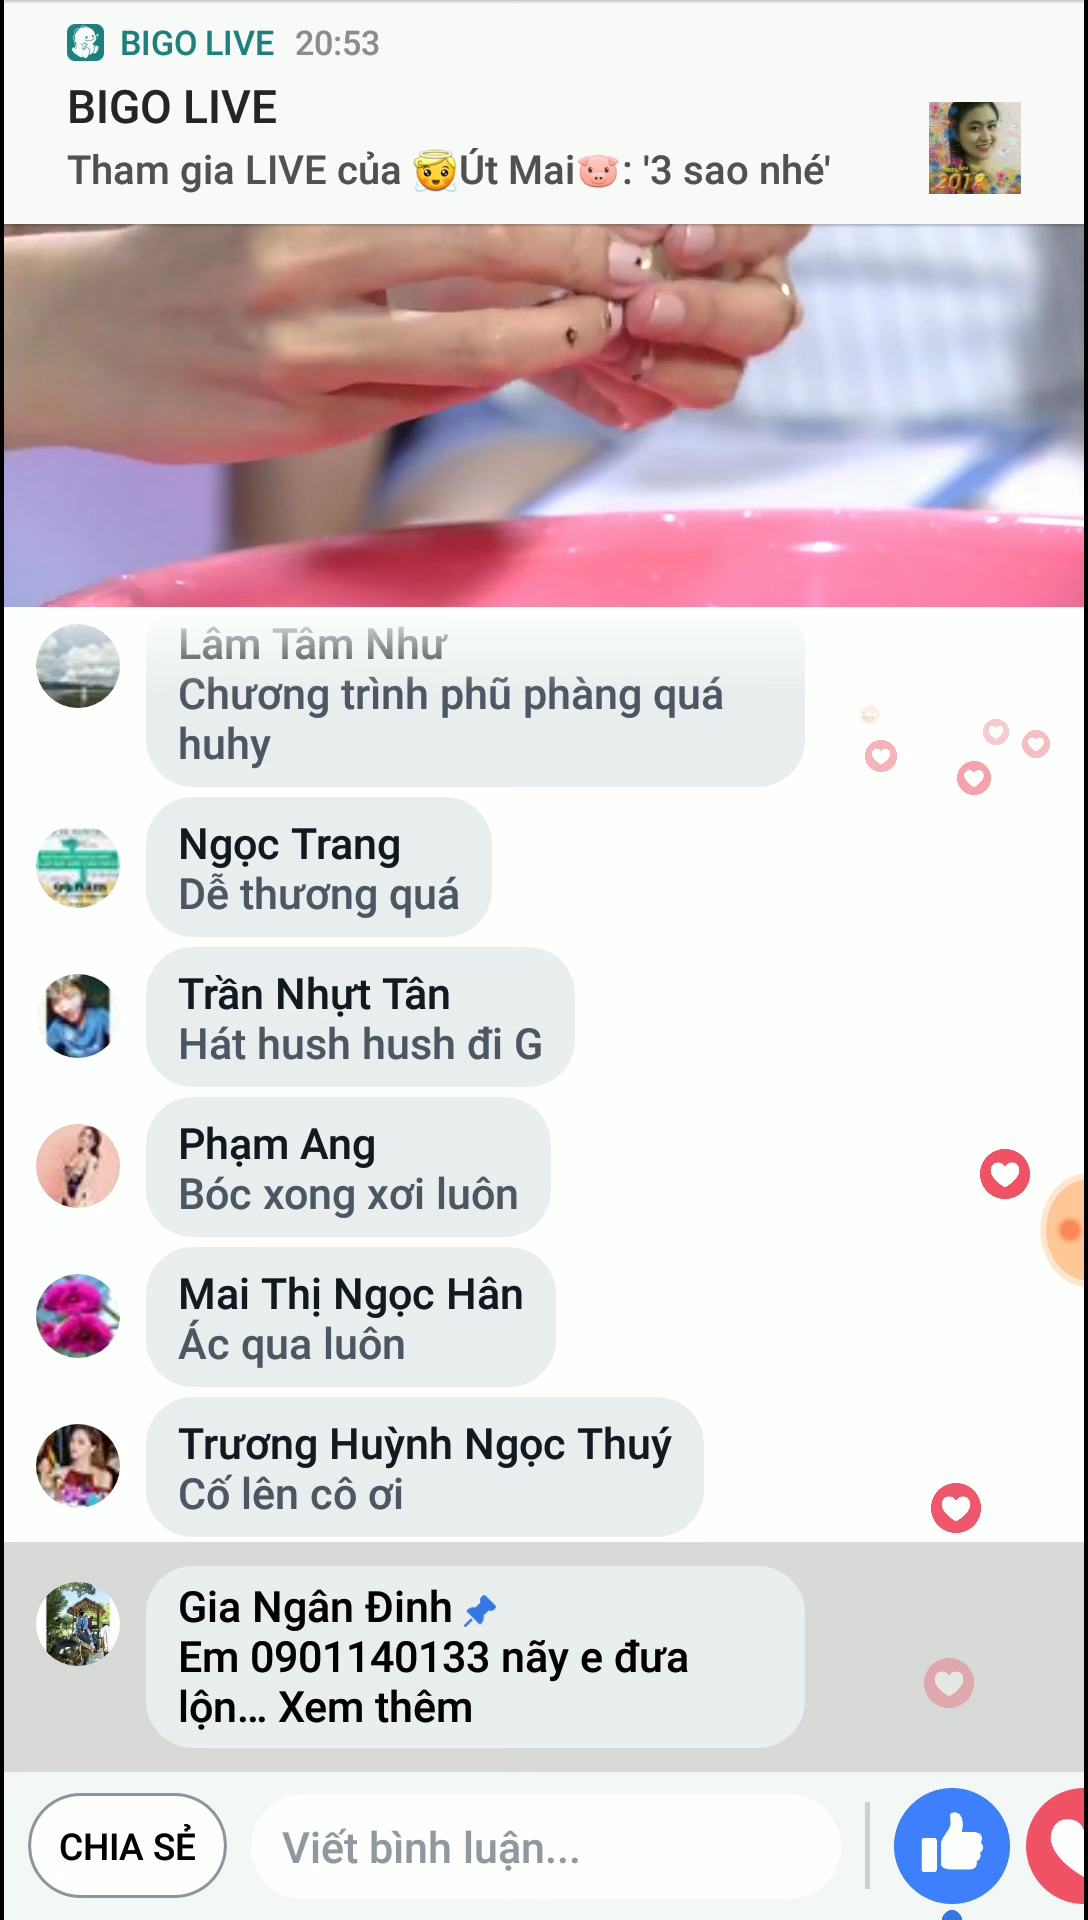 BIGO LIVE 20:53
BIGO LIVE
Tham gia LIVE của 😇Út Mai🐷: '3 sao nhé'
2018
Lâm Tâm Như
Chương trình phũ phàng quá
huhy
Ngọc Trang
Dễ thương quá
Trần Nhựt Tân
Hát hush hush đi G
Phạm Ang
Bóc xong xơi luôn
Mai Thị Ngọc Hân
Ác qua luôn
Trương Huỳnh Ngọc Thuý
Cố lên cô ơi
Gia Ngân Đinh
Em 0901140133 nãy e đưa
lộn... Xem thêm
CHIA SẺ
Viết bình luận...